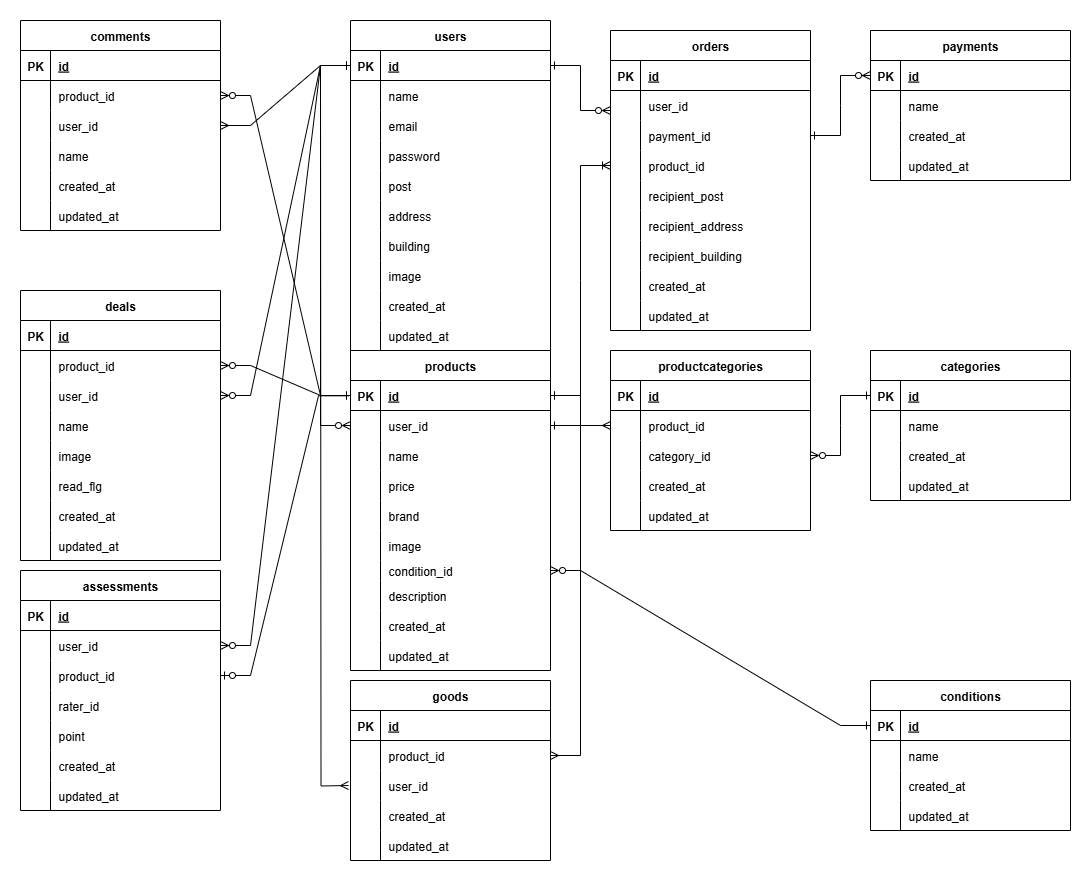 comments
PK id
product_id
user_id
name
created_at
updated_at
deals
PK id
product_id
user_id
name
image
read_flg
created_at
updated_at
assessments
PK id
user_id
product_id
rater_id
point
created_at
updated_at
users
PK id
name
email
password
post
address
building
image
created_at
updated_at
products
PK id
user_id
name
price
brand
image
condition_id
description
created_at
updated_at
goods
PK id
product_id
user_id
created_at
updated_at
orders
PK id
user_id
payment_id
product_id
recipient_post
recipient_address
recipient_building
created_at
updated_at
productcategories
PK id
product_id
category_id
created_at
updated_at
payments
PK id
name
created_at
updated_at
categories
PK id
name
created_at
updated_at
conditions
PK id
name
created_at
updated_at